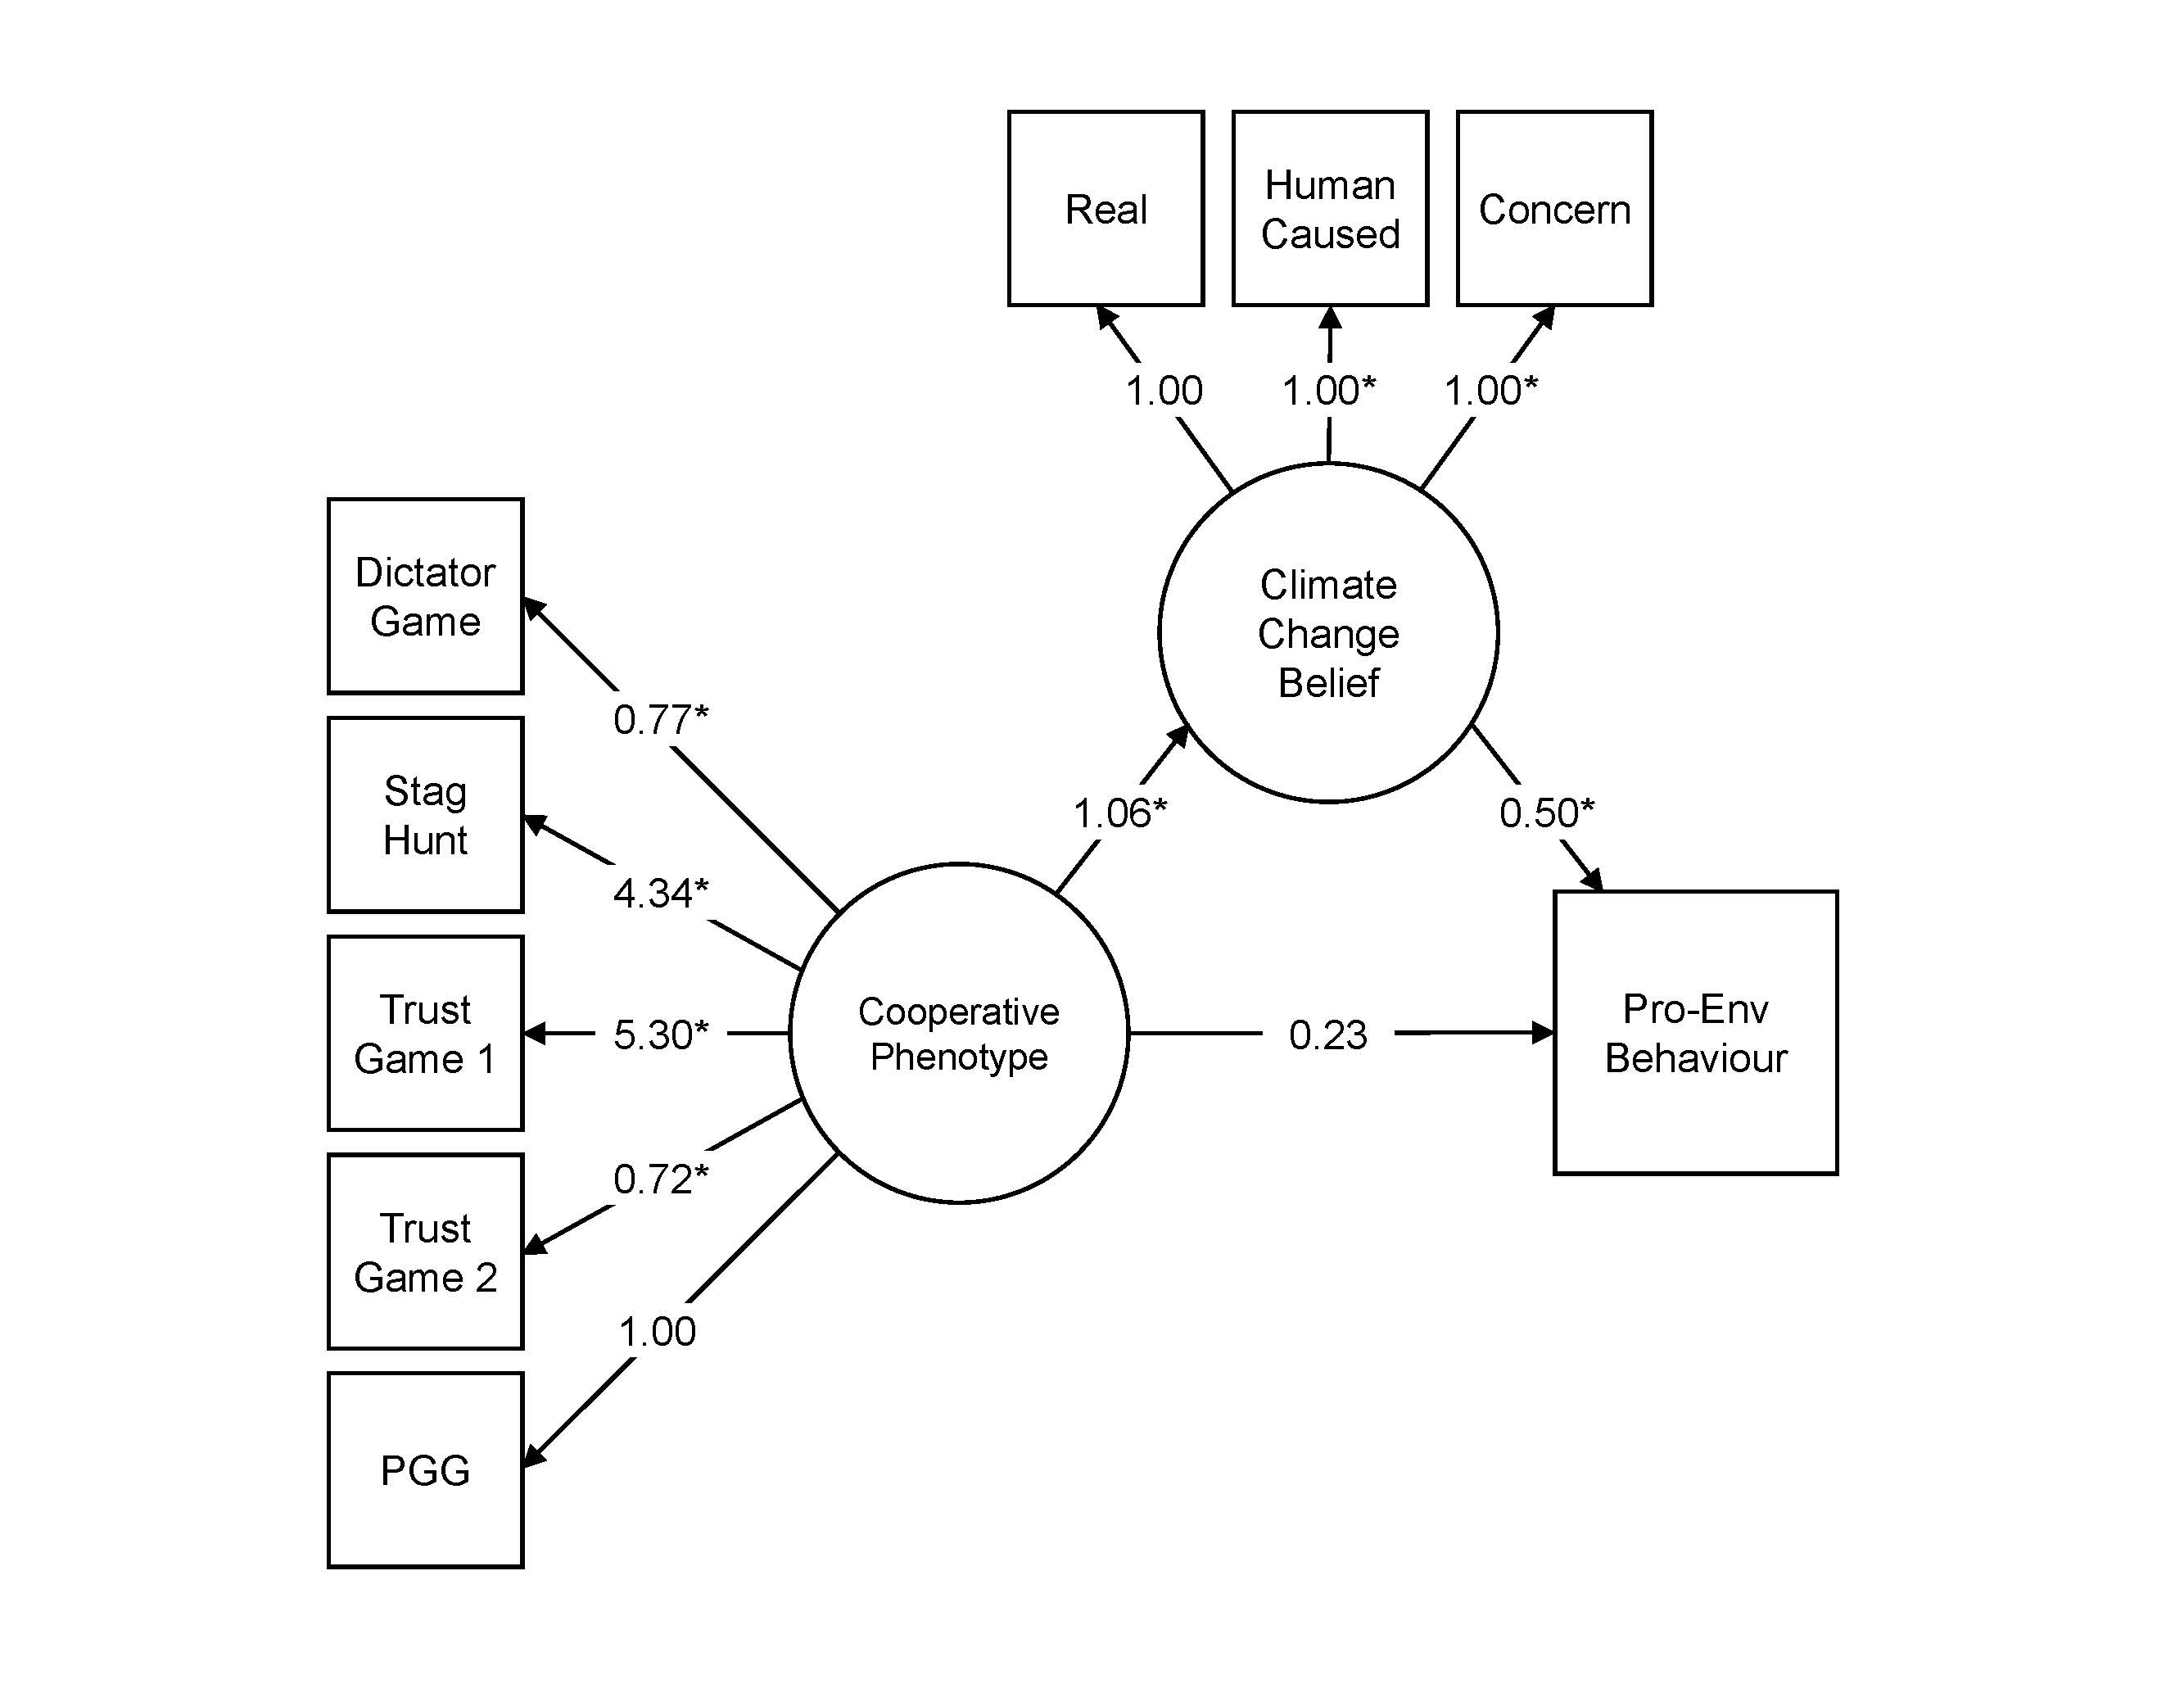 Real
Human
Caused
Concern
1.00
1.00*
1.00*
Climate
Change
Belief
Dictator
Game
0.77*
Stag
Hunt
4.34*
1.06*
0.50*
Trust
Game 1
5.30*
Cooperative
Phenotype
0.23
Pro-Env
Behaviour
Trust
Game 2
0.72*
1.00
PGG